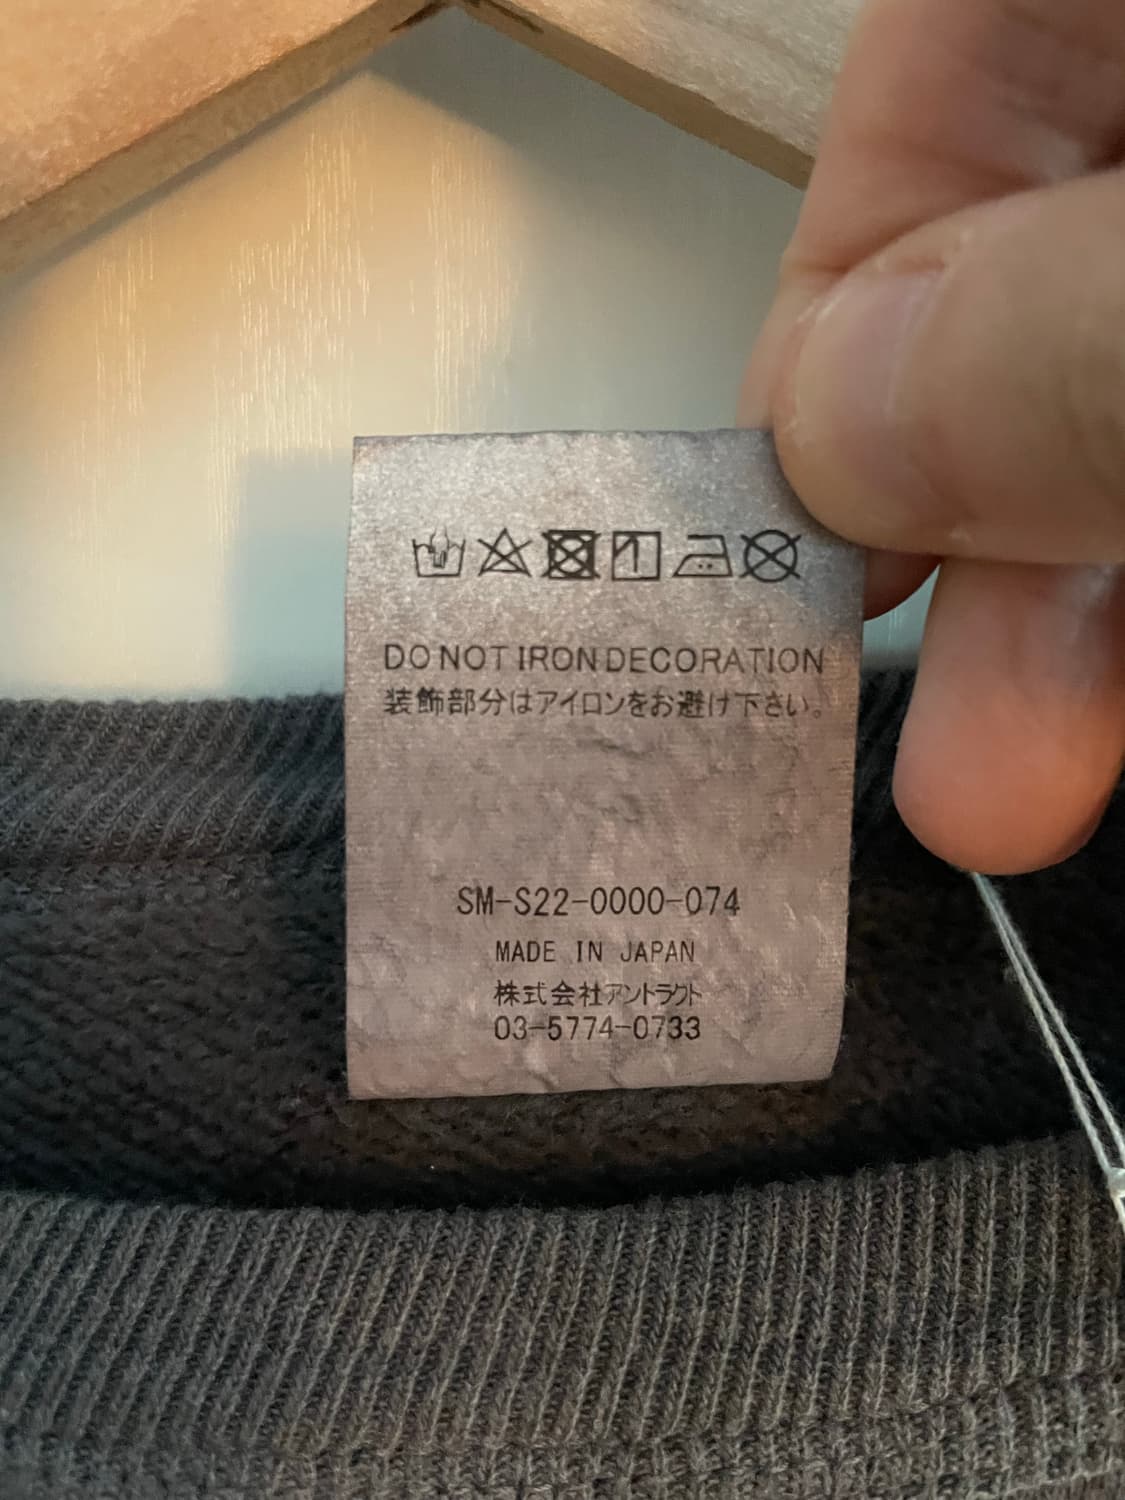 DO NOT IRON DECORATION
装飾部分はアイロンをお避け下さい。
SM-S22-0000-074
MADE IN JAPAN
株式会社アントラクト
03-5774-0733